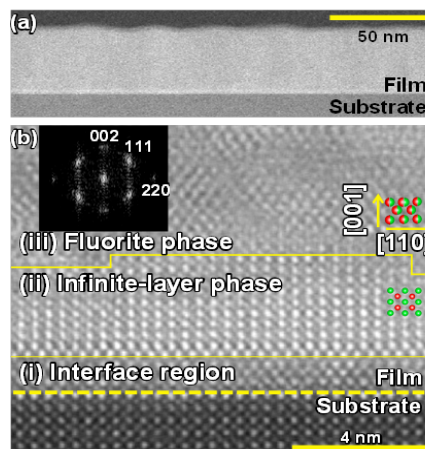 (a)
50 nm
Film
Substrate
(b)
002
111
220
[001]
[110]
(iii) Fluorite phase
(ii) Infinite-layer phase
(i) Interface region
Film
Substrate
4 nm